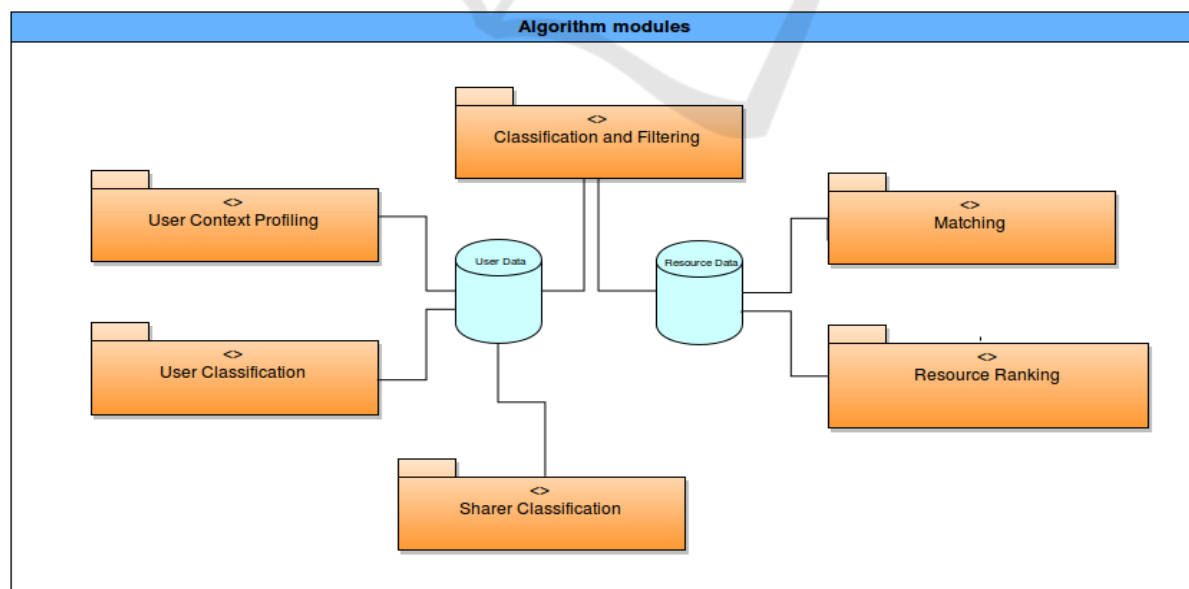 Algorithm modules
<>
Classification and Filtering
<>
User Context Profiling
<>
Matching
User Data
Resource Data
<>
User Classification
<>
Resource Ranking
<>
Sharer Classification